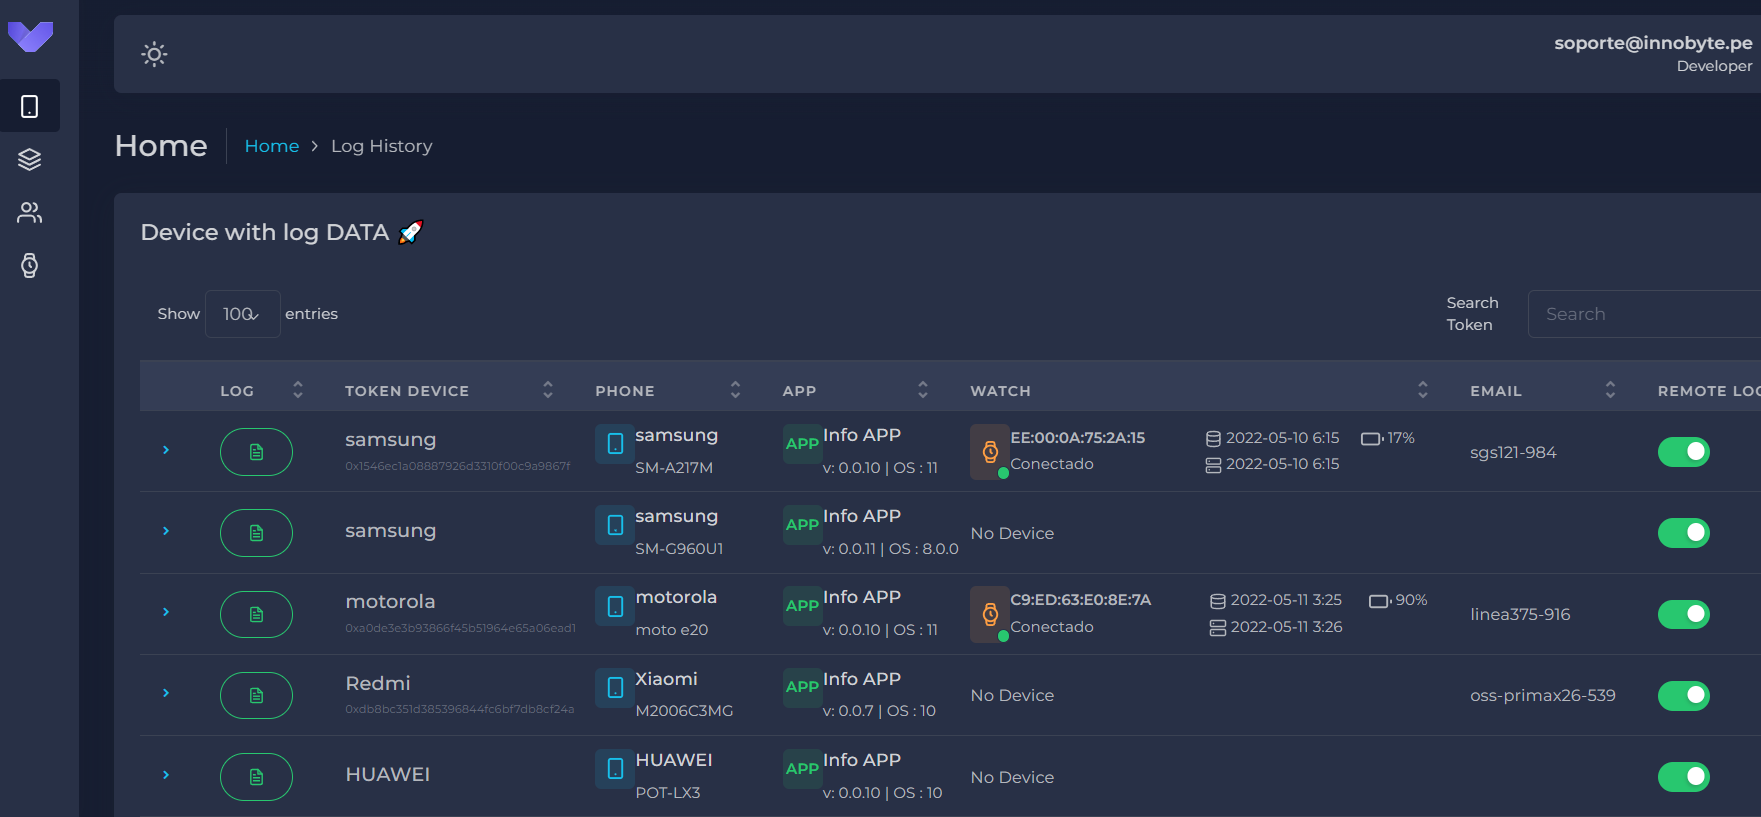 soporte@innobyte.pe
Developer
Home
Home > Log History
Device with log DATA 🚀
Show 100 entries
Search Token
Search
LOG TOKEN DEVICE PHONE APP WATCH EMAIL REMOTE LOG
samsung
0x1546ec1a08887926d3310f00c9a9867f
samsung
SM-A217M
APP
Info APP
v: 0.0.10 | OS : 11
EE:00:0A:75:2A:15
Conectado
2022-05-10 6:15
2022-05-10 6:15
17%
sgs121-984
samsung
samsung
SM-G960U1
APP
Info APP
v: 0.0.11 | OS : 8.0.0
No Device
motorola
0xa0de3e3b93866f45b51964e65a06ead1
motorola
moto e20
APP
Info APP
v: 0.0.10 | OS : 11
C9:ED:63:E0:8E:7A
Conectado
2022-05-11 3:25
2022-05-11 3:26
90%
linea375-916
Redmi
0xdb8bc351d385396844fc6bf7db8cf24a
Xiaomi
M2006C3MG
APP
Info APP
v: 0.0.7 | OS : 10
No Device
oss-primax26-539
HUAWEI
HUAWEI
POT-LX3
APP
Info APP
v: 0.0.10 | OS : 10
No Device